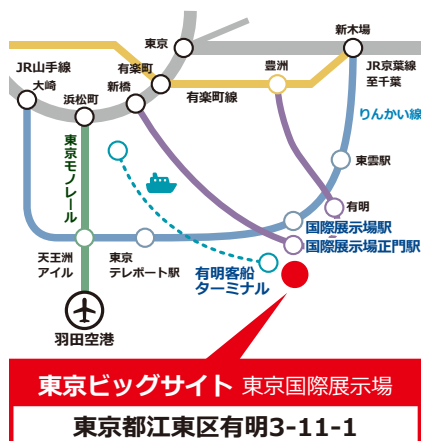 新木場
東京
JR山手線
有楽町
豊洲
JR京葉線
至千葉
大崎
新橋
浜松町
有楽町線
りんかい線
東京モノレール
東雲駅
有明
国際展示場駅
国際展示場正門駅
天王洲
アイル
東京
テレポート駅
有明客船
ターミナル
羽田空港
東京ビッグサイト 東京国際展示場
東京都江東区有明3-11-1